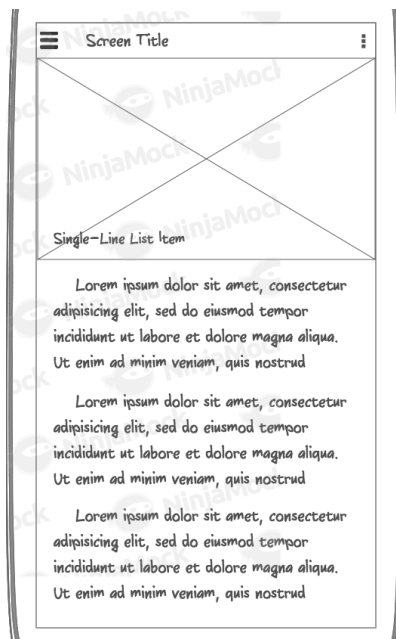 Screen Title
Single-Line List Item
Lorem ipsum dolor sit amet, consectetur
adipisicing elit, sed do eiusmod tempor
incididunt ut labore et dolore magna aliqua.
Ut enim ad minim veniam, quis nostrud
Lorem ipsum dolor sit amet, consectetur
adipisicing elit, sed do eiusmod tempor
incididunt ut labore et dolore magna aliqua.
Ut enim ad minim veniam, quis nostrud
Lorem ipsum dolor sit amet, consectetur
adipisicing elit, sed do eiusmod tempor
incididunt ut labore et dolore magna aliqua.
Ut enim ad minim veniam, quis nostrud
NinjaMock